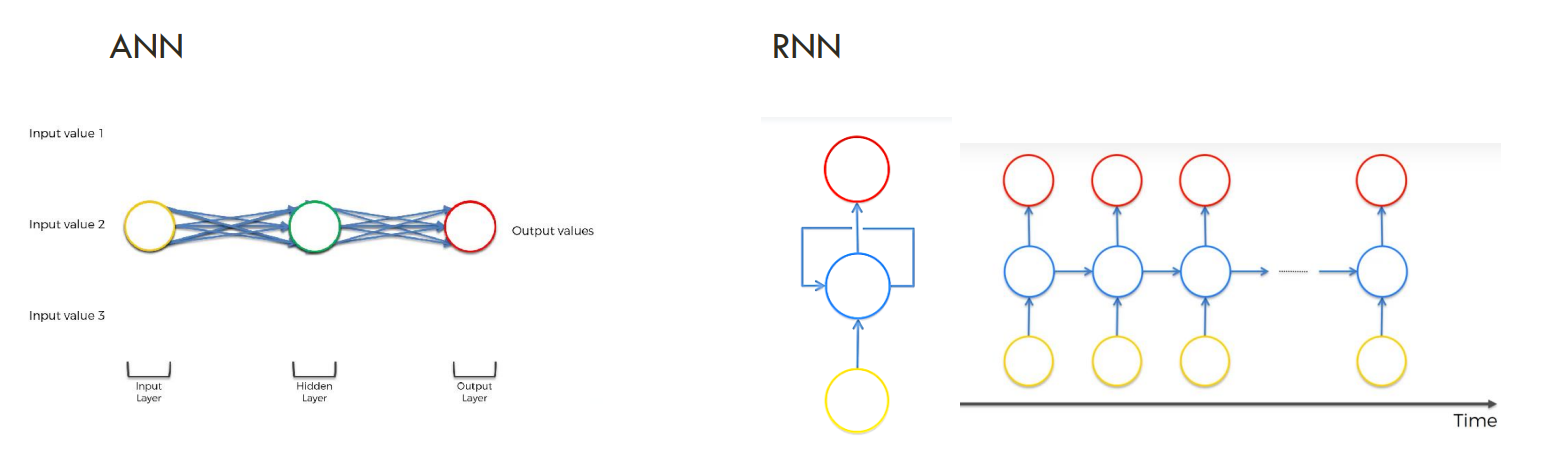 ANN
RNN
Input value 1
Input value 2
Output values
Input value 3
Input
Layer
Hidden
Layer
Output
Layer
Time